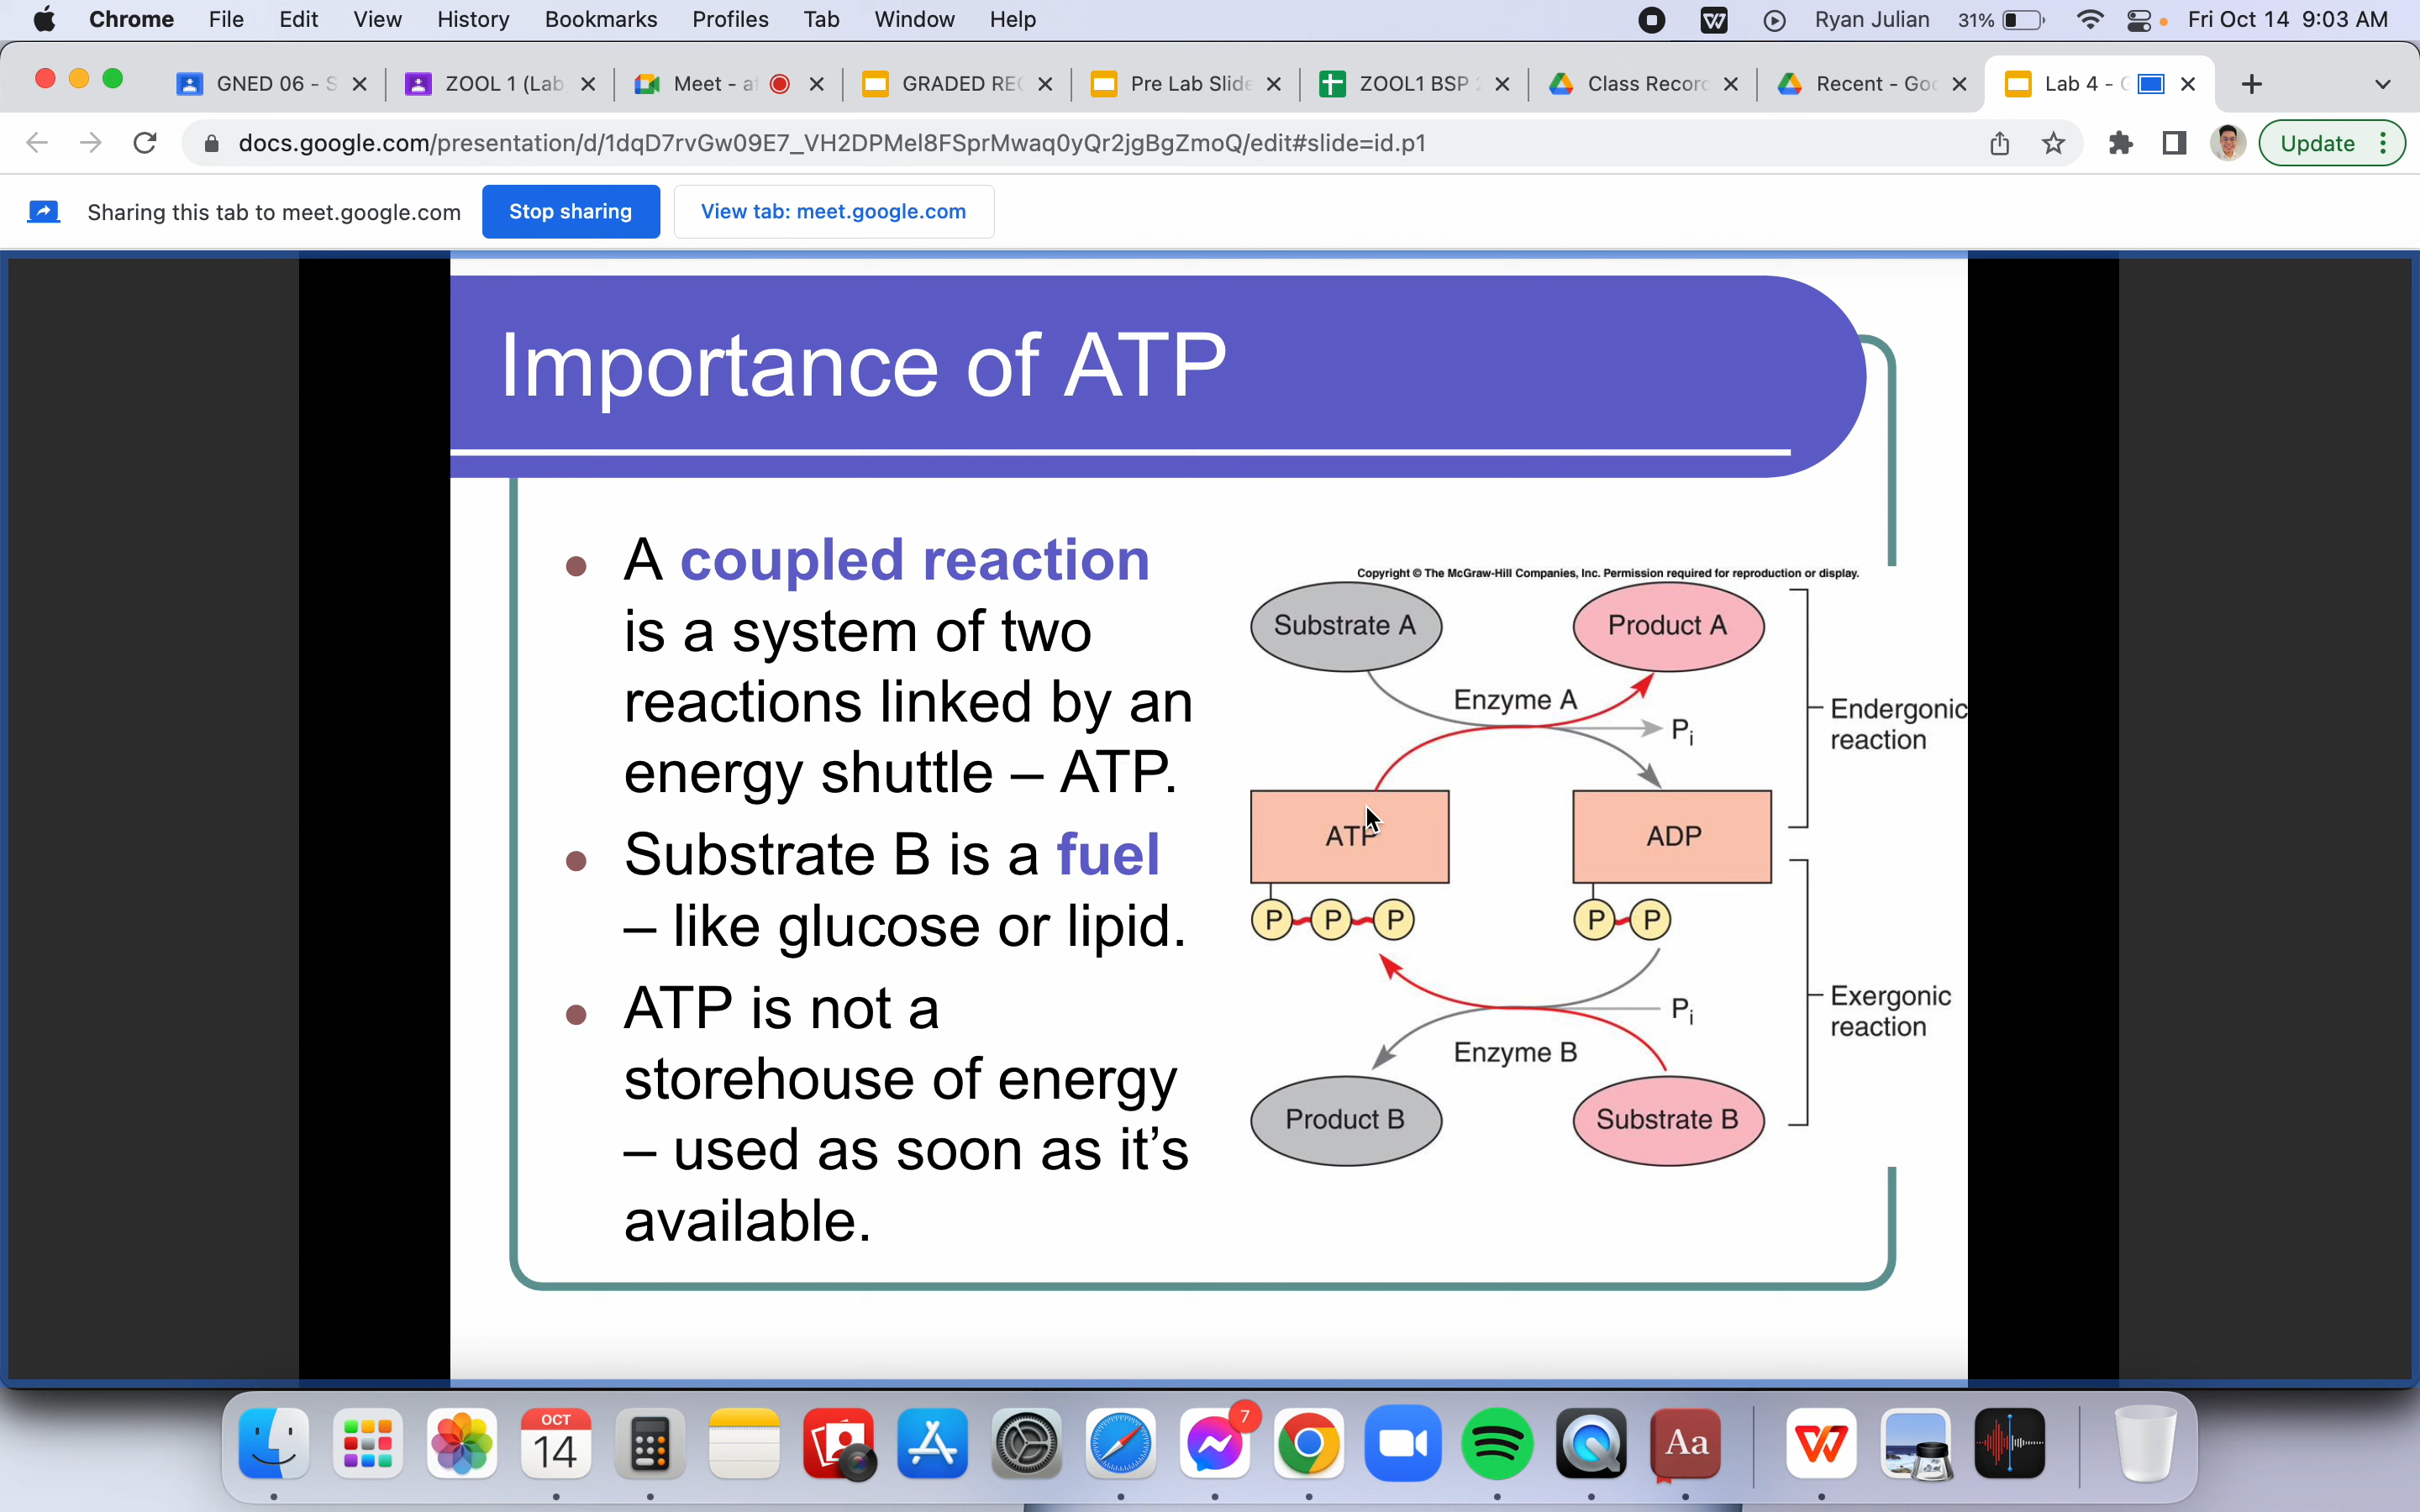 Chrome File Edit View History Bookmarks Profiles Tab Window Help Ryan Julian 31% Fri Oct 14 9:03 AM
GNED 06 - S ZOOL 1 (Lab Meet - a GRADED REC Pre Lab Slide ZOOL1 BSP Class Record Recent - Goo Lab 4 -
docs.google.com/presentation/d/1dqD7rvGw09E7_VH2DPMel8FSprMwaq0yQr2jgBgZmoQ/edit#slide=id.p1 Update
Sharing this tab to meet.google.com Stop sharing View tab: meet.google.com
Importance of ATP
A coupled reaction
is a system of two
reactions linked by an
energy shuttle – ATP.
Substrate B is a fuel
– like glucose or lipid.
ATP is not a
storehouse of energy
– used as soon as it's
available.
Copyright © The McGraw-Hill Companies, Inc. Permission required for reproduction or display.
Substrate A Product A
Enzyme A
Pi
Endergonic
reaction
ATP ADP
P P P P P
Pi
Exergonic
reaction
Enzyme B
Product B Substrate B
7
OCT
14
Aa